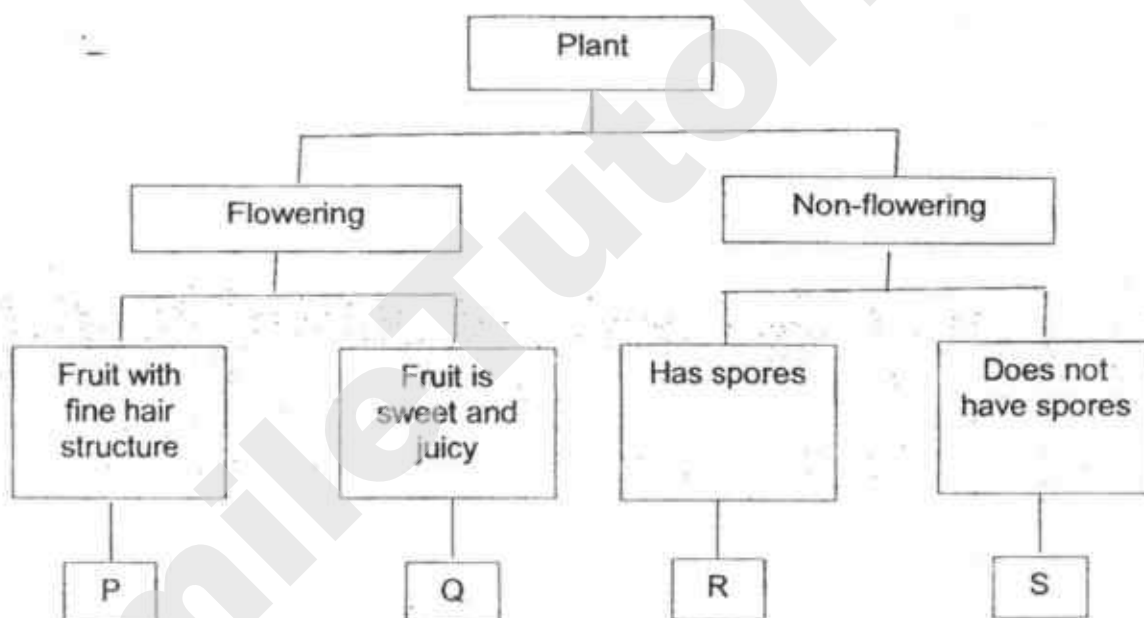 Plant
Flowering
Non-flowering
Fruit with
fine hair
structure
Fruit is
sweet and
juicy
Has spores
Does not
have spores
P
Q
R
S